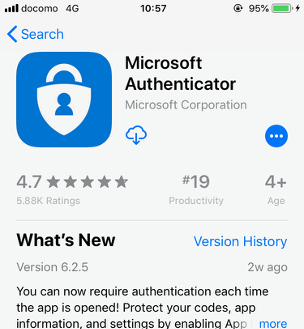 docomo 4G 10:57 95%
Search
Microsoft
Authenticator
Microsoft Corporation
4.7 #19 4+
5.88K Ratings Productivity Age
What's New Version History
Version 6.2.5 2w ago
You can now require authentication each time
the app is opened! Protect your codes, app
information, and settings by enabling App more